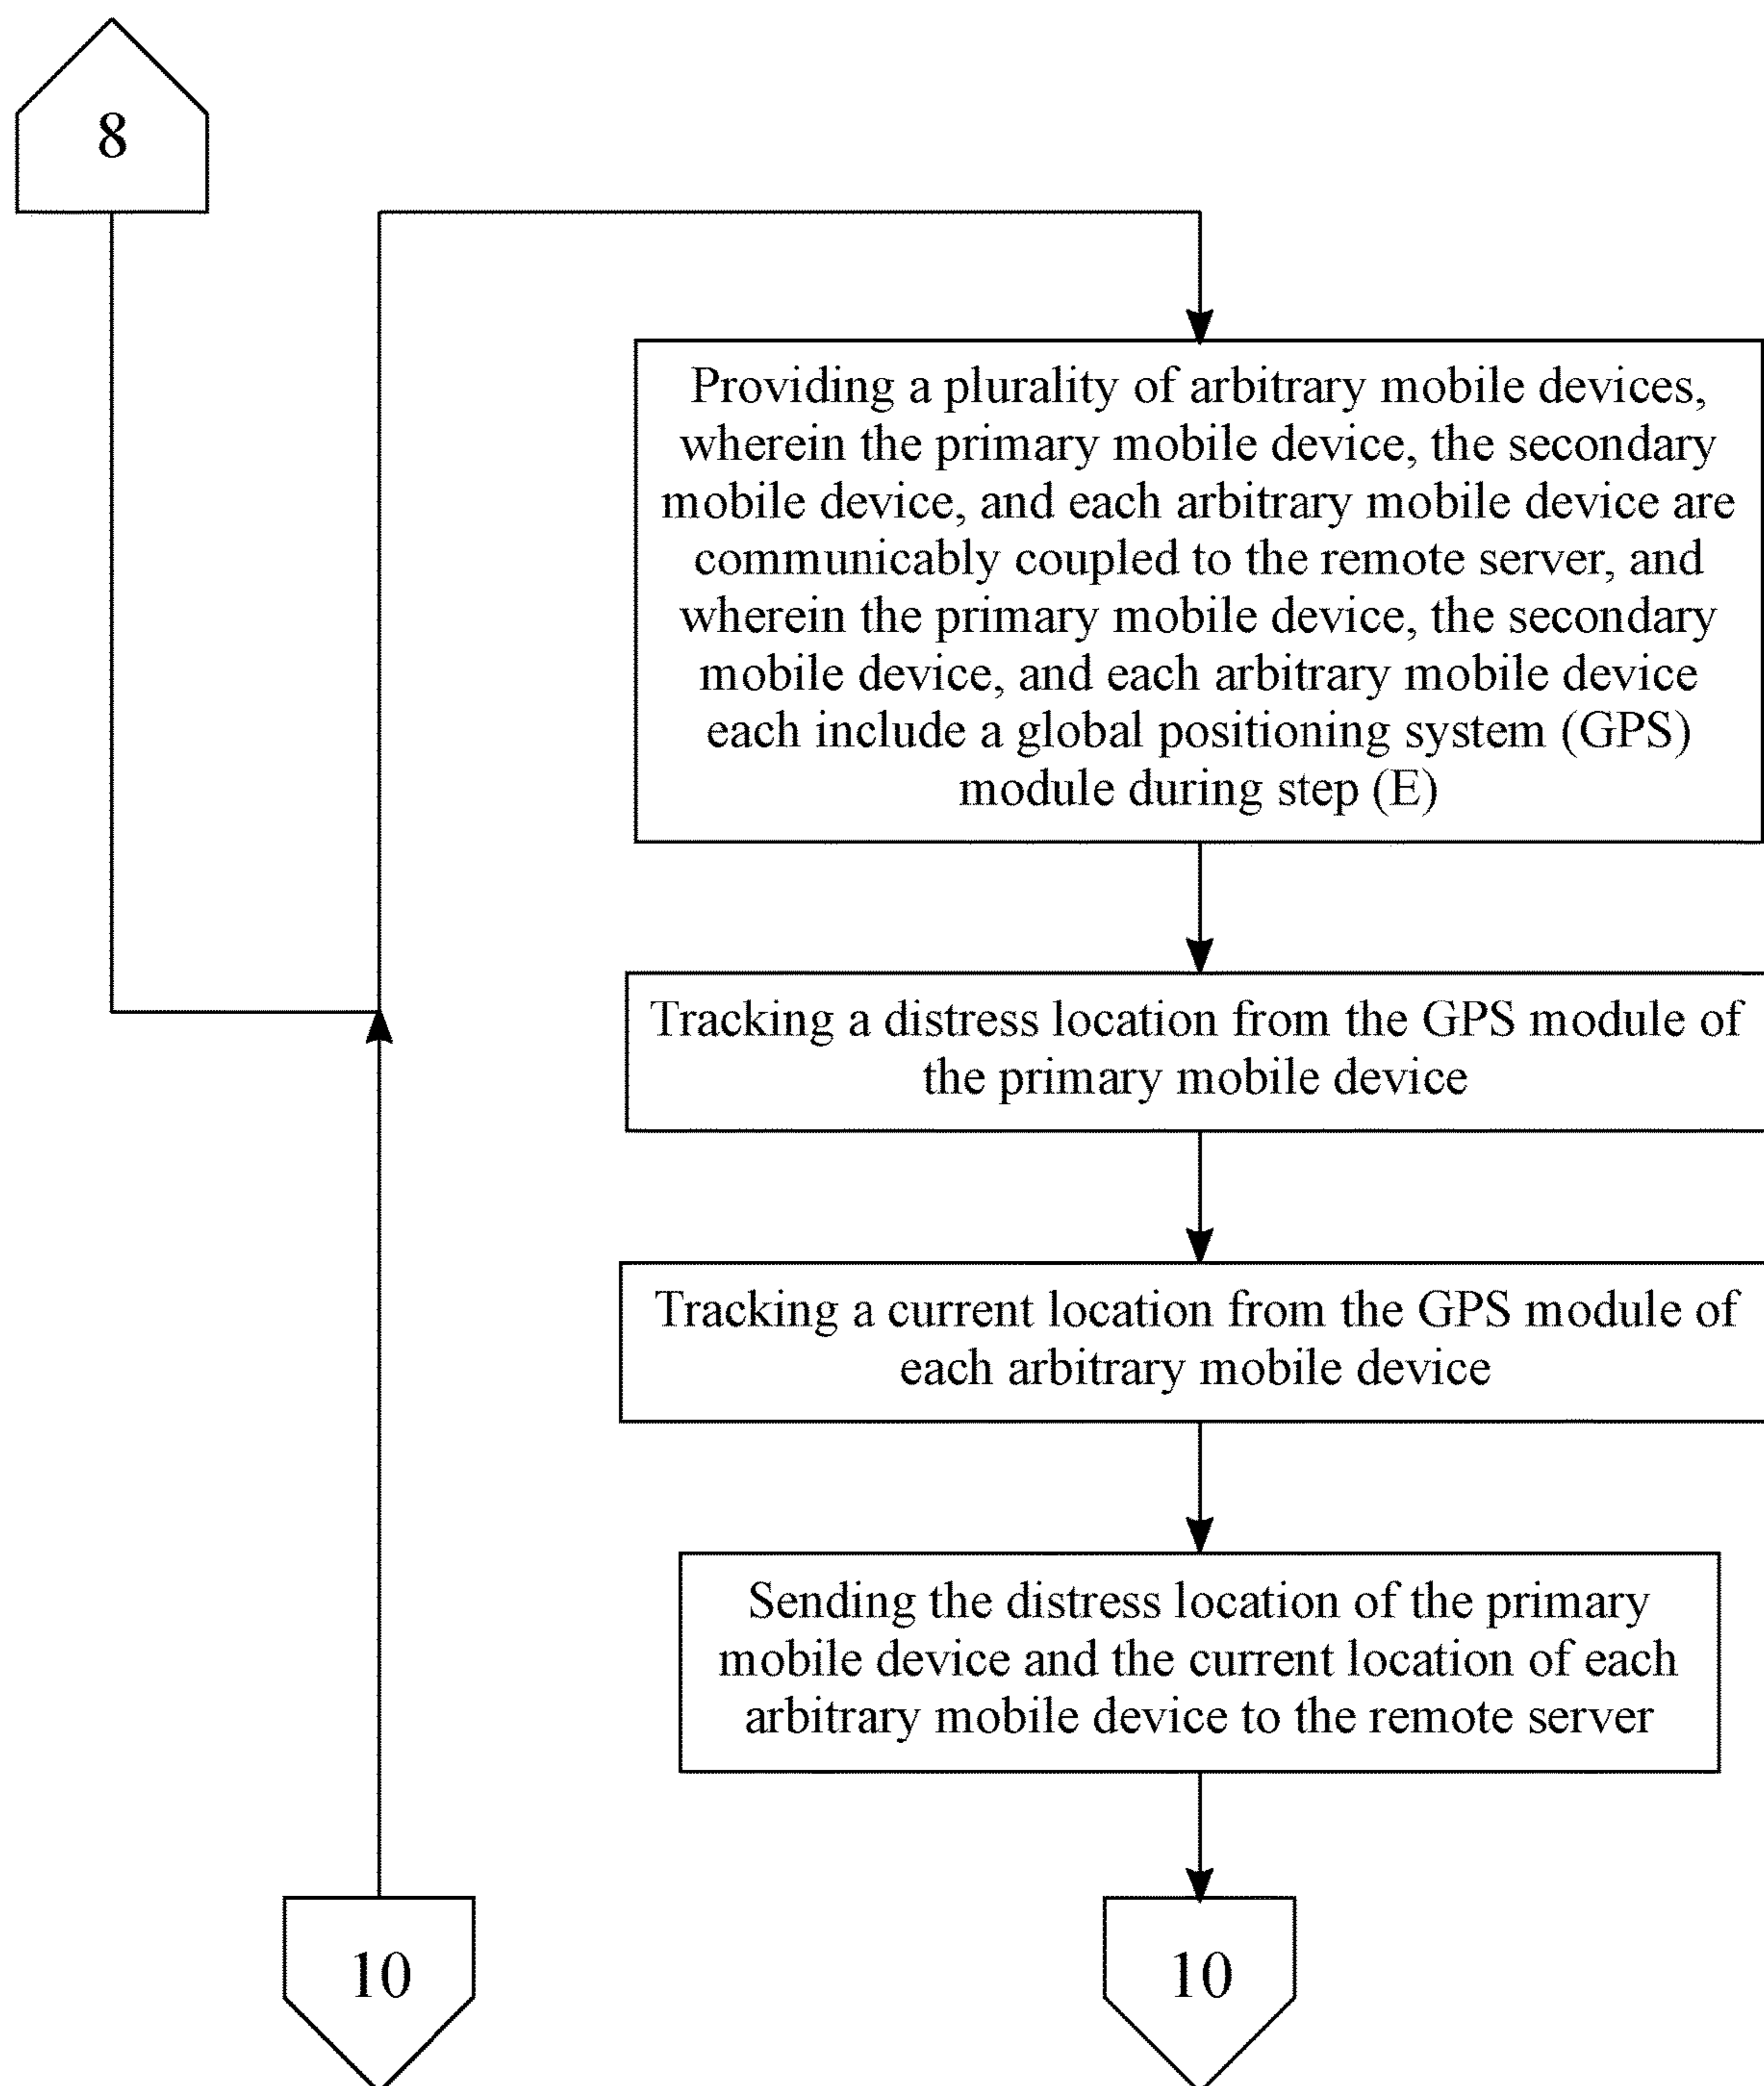 8
Providing a plurality of arbitrary mobile devices,
wherein the primary mobile device, the secondary
mobile device, and each arbitrary mobile device are
communicably coupled to the remote server, and
wherein the primary mobile device, the secondary
mobile device, and each arbitrary mobile device
each include a global positioning system (GPS)
module during step (E)
Tracking a distress location from the GPS module of
the primary mobile device
Tracking a current location from the GPS module of
each arbitrary mobile device
Sending the distress location of the primary
mobile device and the current location of each
arbitrary mobile device to the remote server
10
10